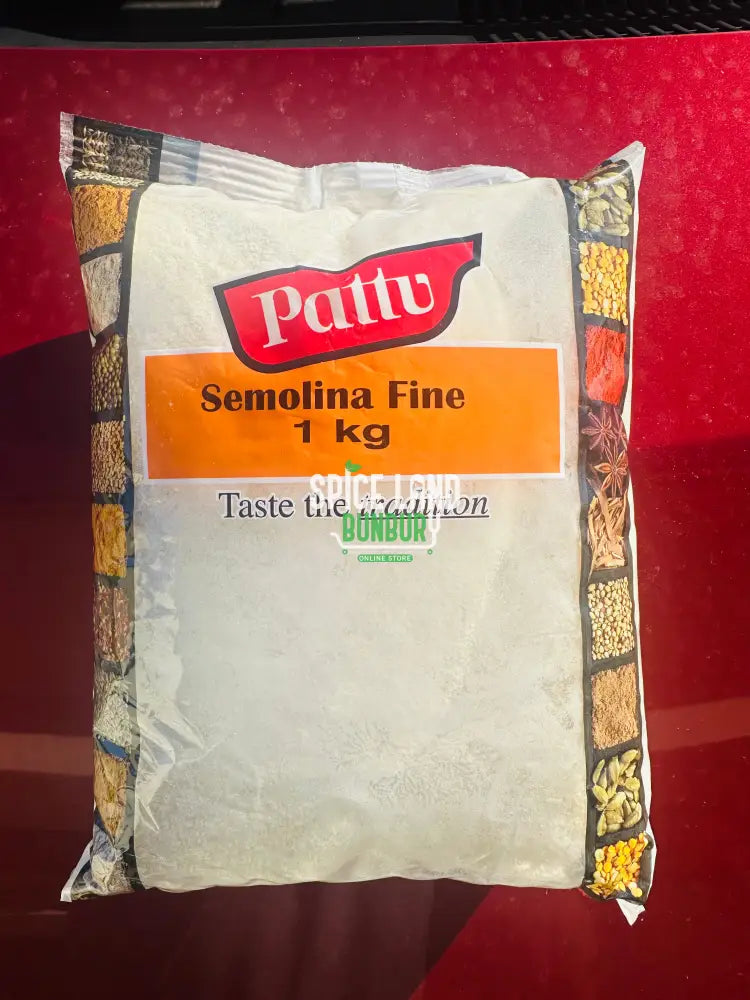 Pattu
Semolina Fine
1 kg
Taste the tradition
SPICE LAND
BUNBURY
ONLINE STORE